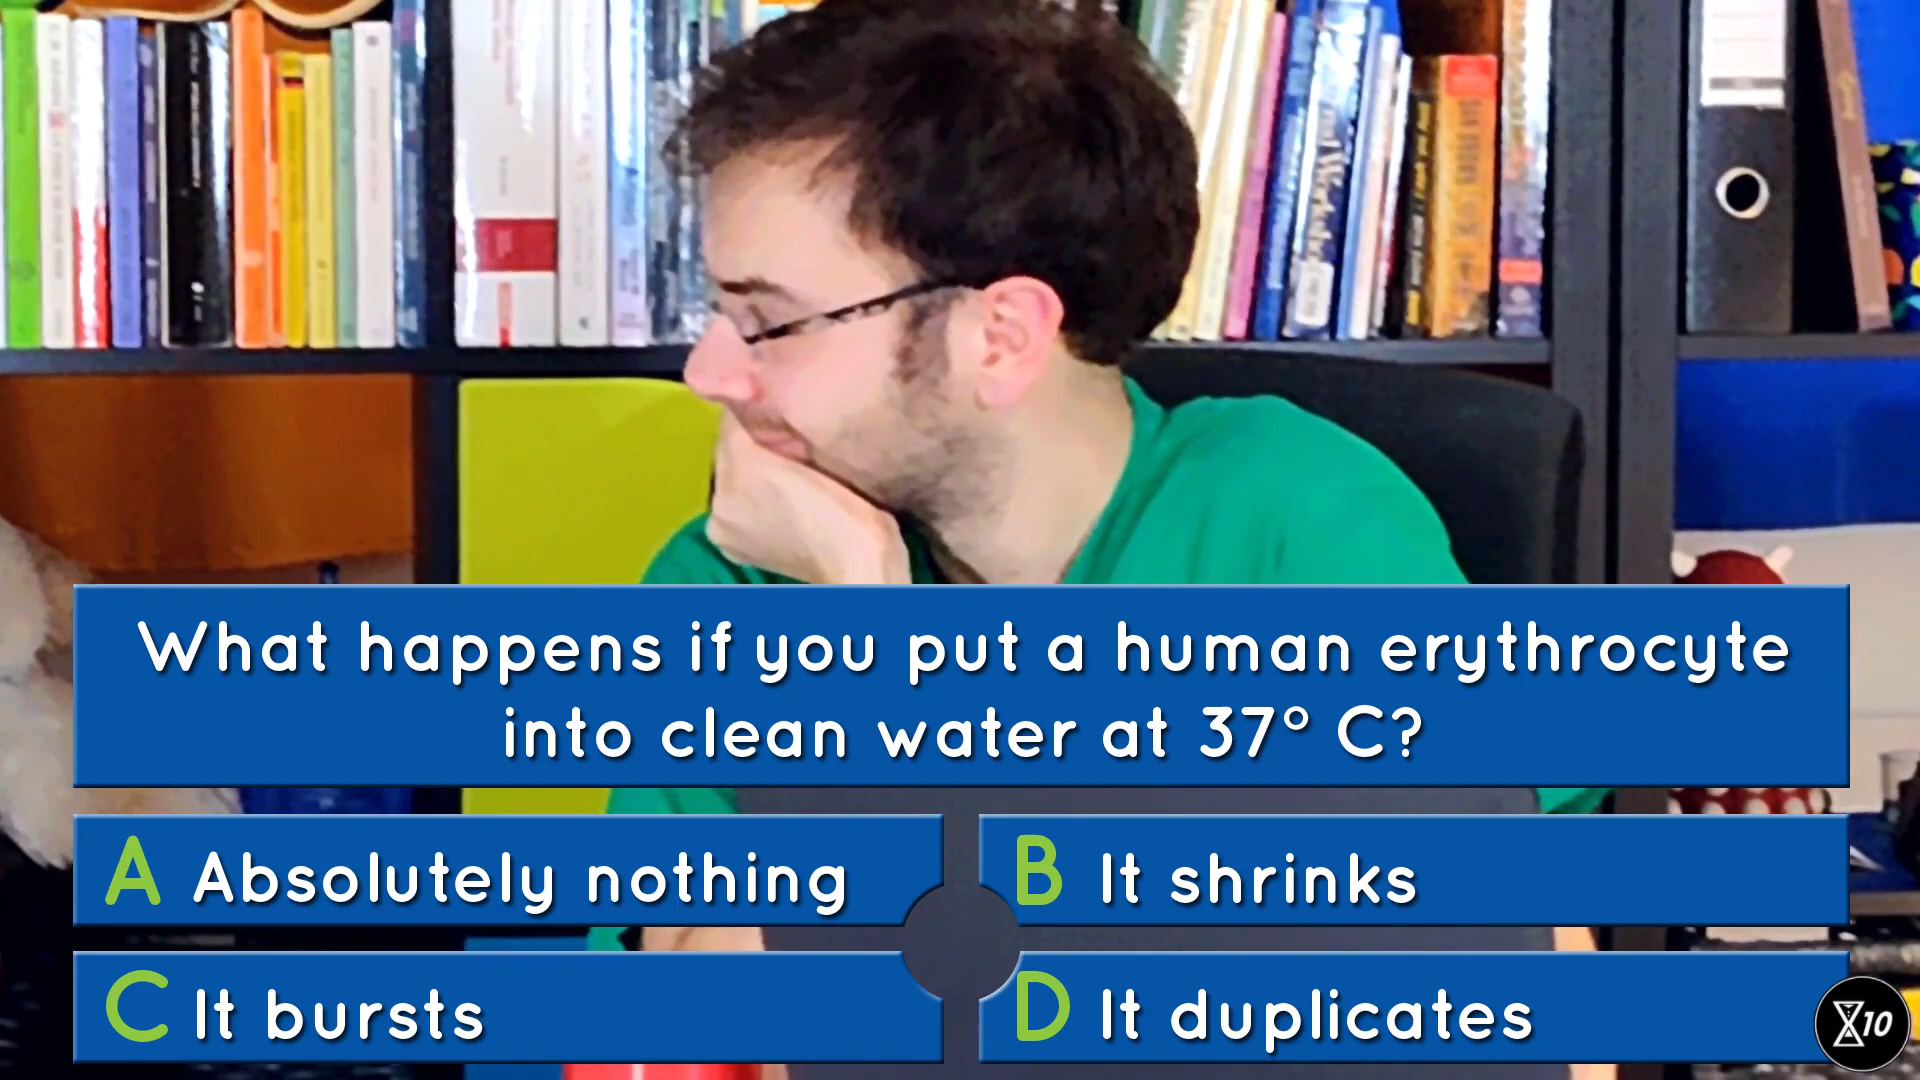 What happens if you put a human erythrocyte
into clean water at 37° C?
A Absolutely nothing
B It shrinks
C It bursts
D It duplicates
10